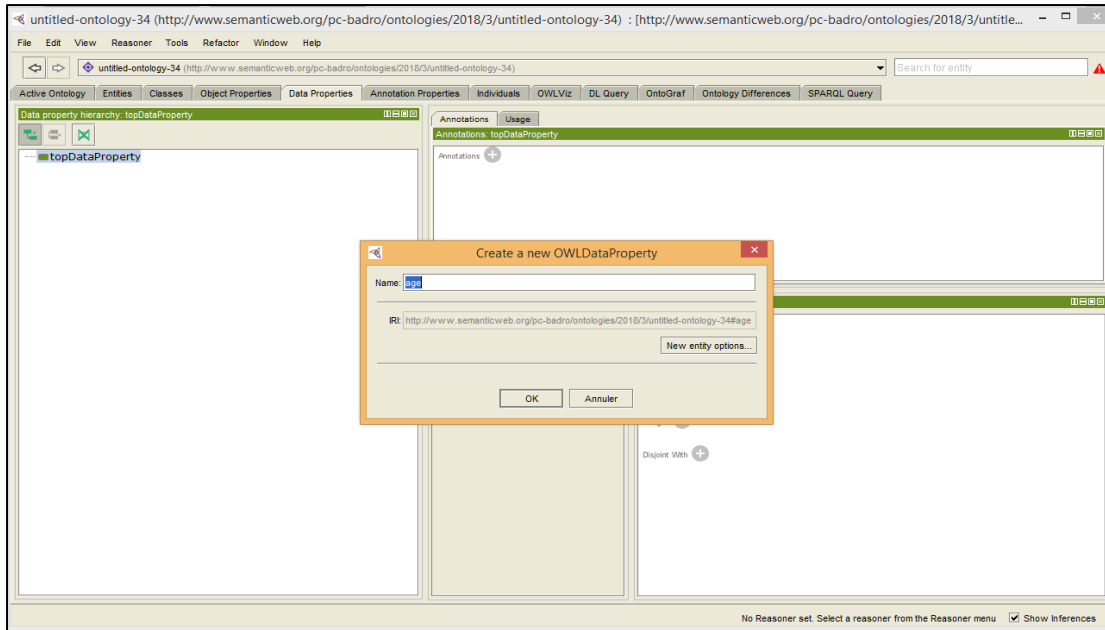 untitled-ontology-34 (http://www.semanticweb.org/pc-badro/ontologies/2018/3/untitled-ontology-34) : [http://www.semanticweb.org/pc-badro/ontologies/2018/3/untitle...
File Edit View Reasoner Tools Refactor Window Help
untitled-ontology-34 (http://www.semanticweb.org/pc-badro/ontologies/2018/3/untitled-ontology-34) Search for entity
Active Ontology Entities Classes Object Properties Data Properties Annotation Properties Individuals OWLViz DL Query OntoGraf Ontology Differences SPARQL Query
Data property hierarchy: topDataProperty
topDataProperty
Annotations Usage
Annotations: topDataProperty
Annotations
Create a new OWLDataProperty
Name: age
IRI: http://www.semanticweb.org/pc-badro/ontologies/2018/3/untitled-ontology-34#age
New entity options...
OK Annuler
Disjoint With
No Reasoner set. Select a reasoner from the Reasoner menu Show Inferences